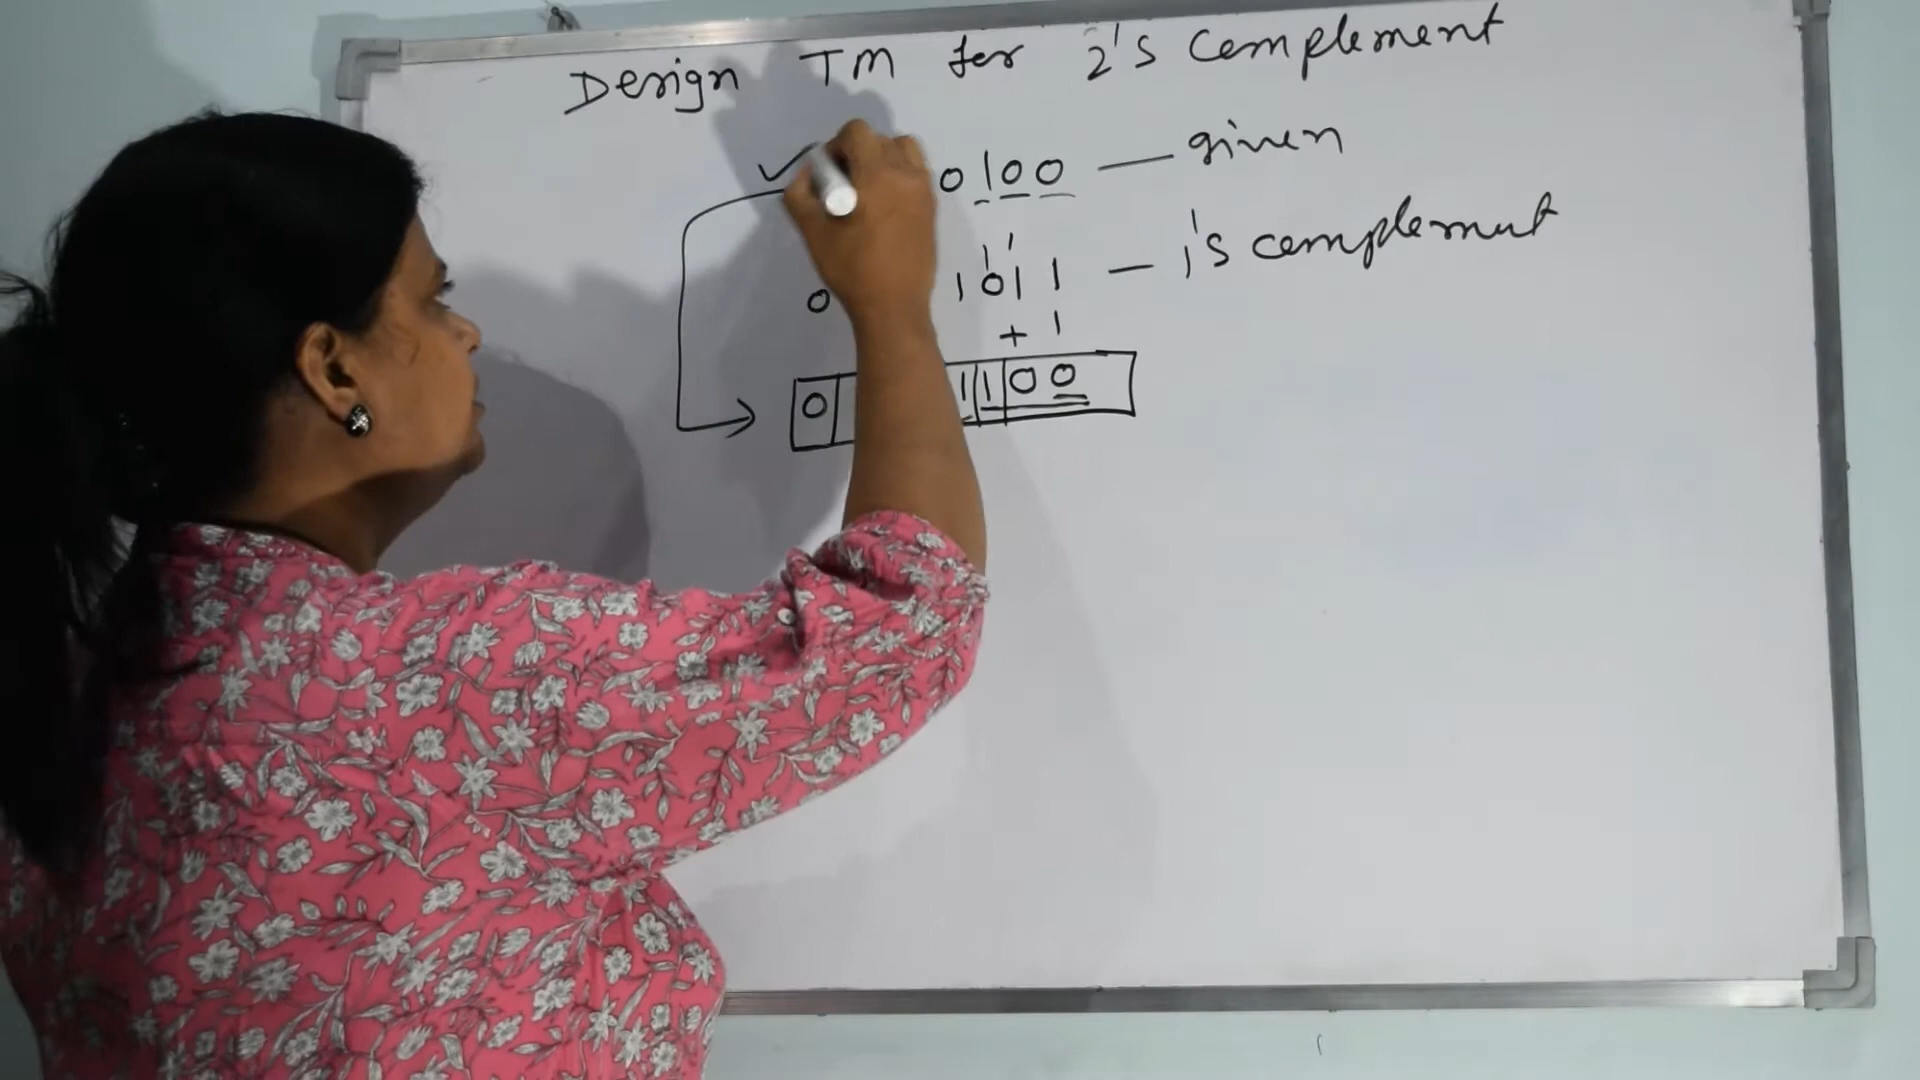 Design TM for 2's complement
0100 — given
0 1011 — 1's complement
+ 1
0 1100